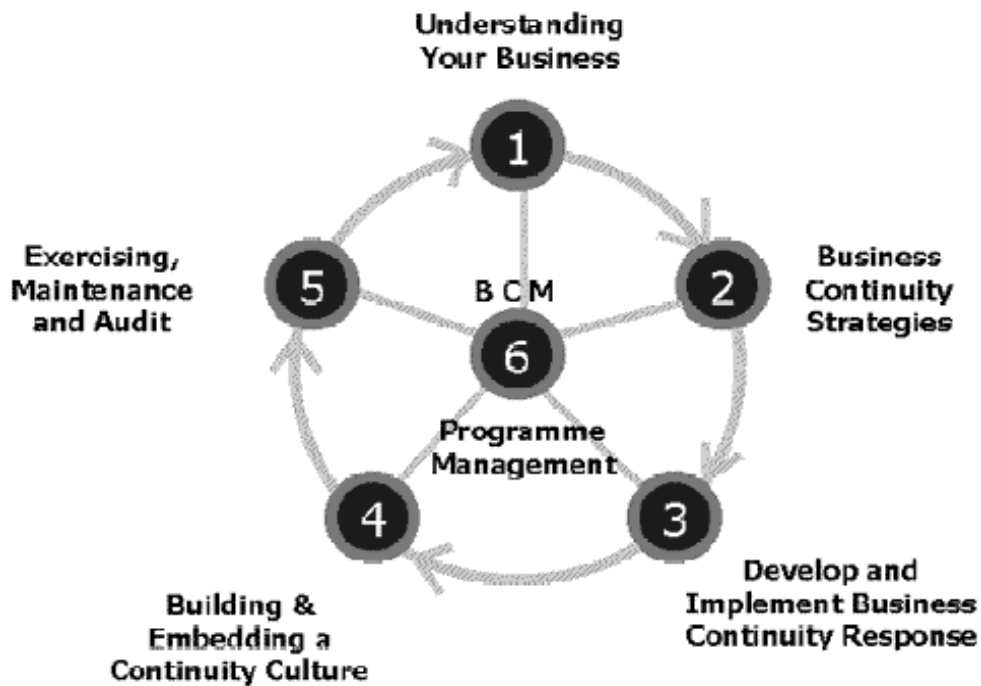 Understanding
Your Business
1
2
Business
Continuity
Strategies
3
Develop and
Implement Business
Continuity Response
4
Building &
Embedding a
Continuity Culture
5
Exercising,
Maintenance
and Audit
B C M
6
Programme
Management